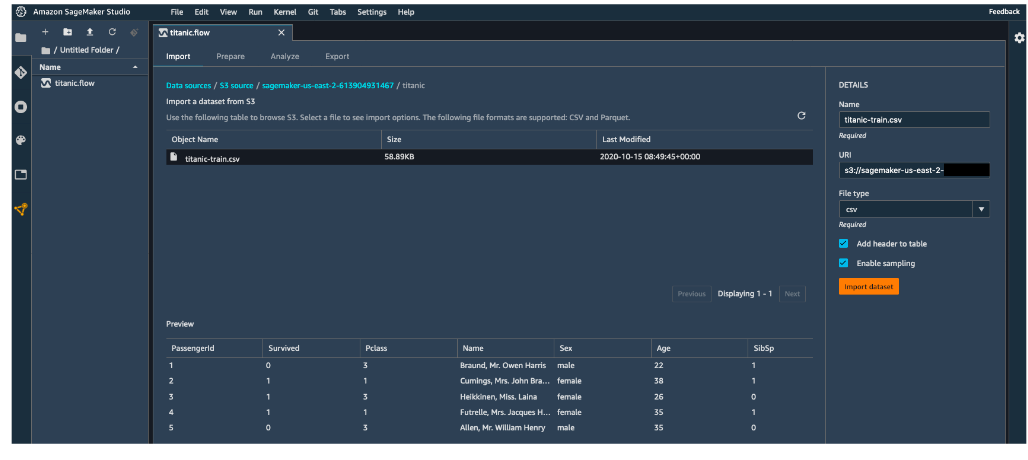 Amazon SageMaker Studio File Edit View Run Kernel Git Tabs Settings Help Feedback
/ Untitled Folder /
Name
titanic.flow
titanic.flow
Import Prepare Analyze Export
Data sources / S3 source / sagemaker-us-east-2-613904931467 / titanic
Import a dataset from S3
Use the following table to browse S3. Select a file to see import options. The following file formats are supported: CSV and Parquet.
Object Name Size Last Modified
titanic-train.csv 58.89KB 2020-10-15 08:49:45+00:00
Previous Displaying 1 - 1 Next
Preview
PassengerId Survived Pclass Name Sex Age SibSp
1 0 3 Braund, Mr. Owen Harris male 22 1
2 1 1 Cumings, Mrs. John Bra... female 38 1
3 1 3 Heikkinen, Miss. Laina female 26 0
4 1 1 Futrelle, Mrs. Jacques H... female 35 1
5 0 3 Allen, Mr. William Henry male 35 0
DETAILS
Name
titanic-train.csv
Required
URI
s3://sagemaker-us-east-2-
File type
csv
Required
Add header to table
Enable sampling
Import dataset